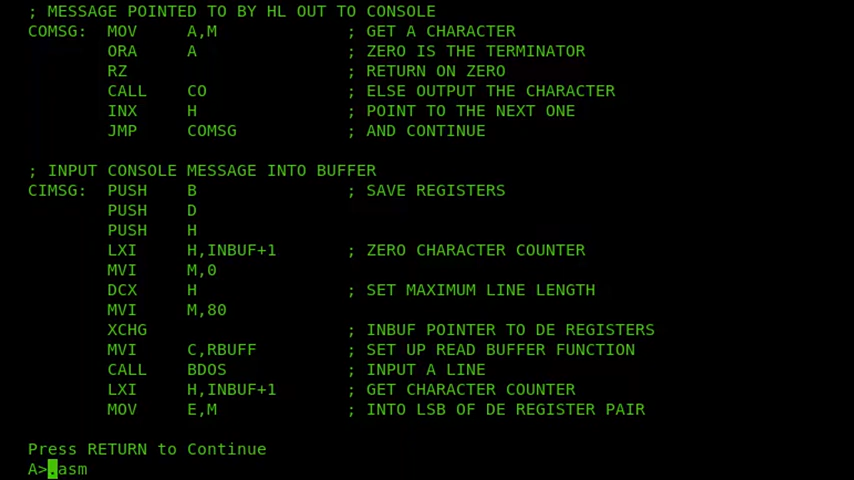 ; MESSAGE POINTED TO BY HL OUT TO CONSOLE
COMSG:  MOV     A,M             ; GET A CHARACTER
        ORA     A               ; ZERO IS THE TERMINATOR
        RZ                      ; RETURN ON ZERO
        CALL    CO              ; ELSE OUTPUT THE CHARACTER
        INX     H               ; POINT TO THE NEXT ONE
        JMP     COMSG           ; AND CONTINUE

; INPUT CONSOLE MESSAGE INTO BUFFER
CIMSG:  PUSH    B               ; SAVE REGISTERS
        PUSH    D
        PUSH    H
        LXI     H,INBUF+1       ; ZERO CHARACTER COUNTER
        MVI     M,0
        DCX     H               ; SET MAXIMUM LINE LENGTH
        MVI     M,80
        XCHG                    ; INBUF POINTER TO DE REGISTERS
        MVI     C,RBUFF         ; SET UP READ BUFFER FUNCTION
        CALL    BDOS            ; INPUT A LINE
        LXI     H,INBUF+1       ; GET CHARACTER COUNTER
        MOV     E,M             ; INTO LSB OF DE REGISTER PAIR

Press RETURN to Continue
A>.asm